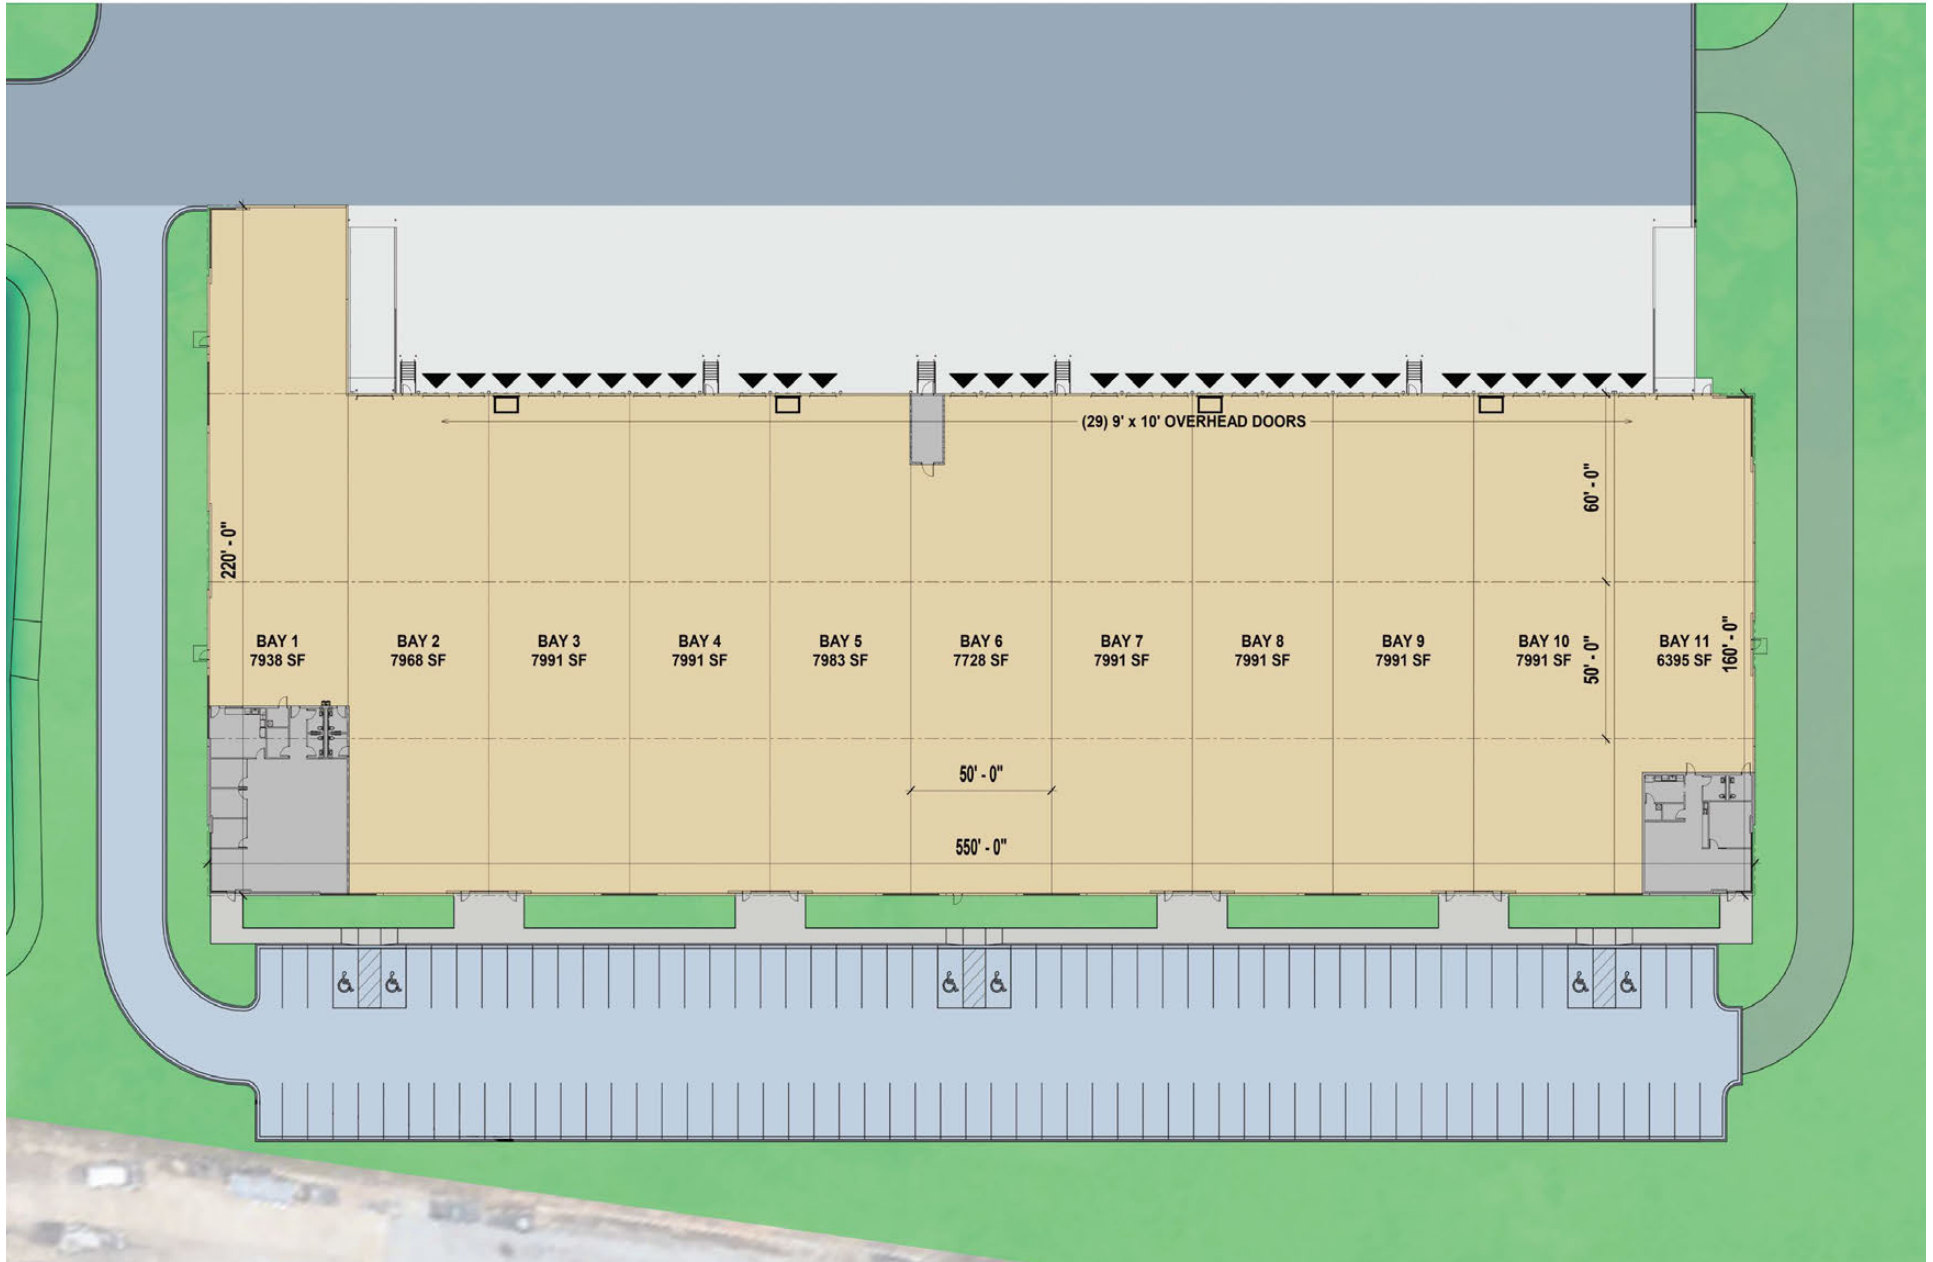 (29) 9' x 10' OVERHEAD DOORS
60' - 0"
220' - 0"
BAY 1
7938 SF
BAY 2
7968 SF
BAY 3
7991 SF
BAY 4
7991 SF
BAY 5
7983 SF
BAY 6
7728 SF
BAY 7
7991 SF
BAY 8
7991 SF
BAY 9
7991 SF
BAY 10
7991 SF
50' - 0"
BAY 11
6395 SF
160' - 0"
50' - 0"
550' - 0"